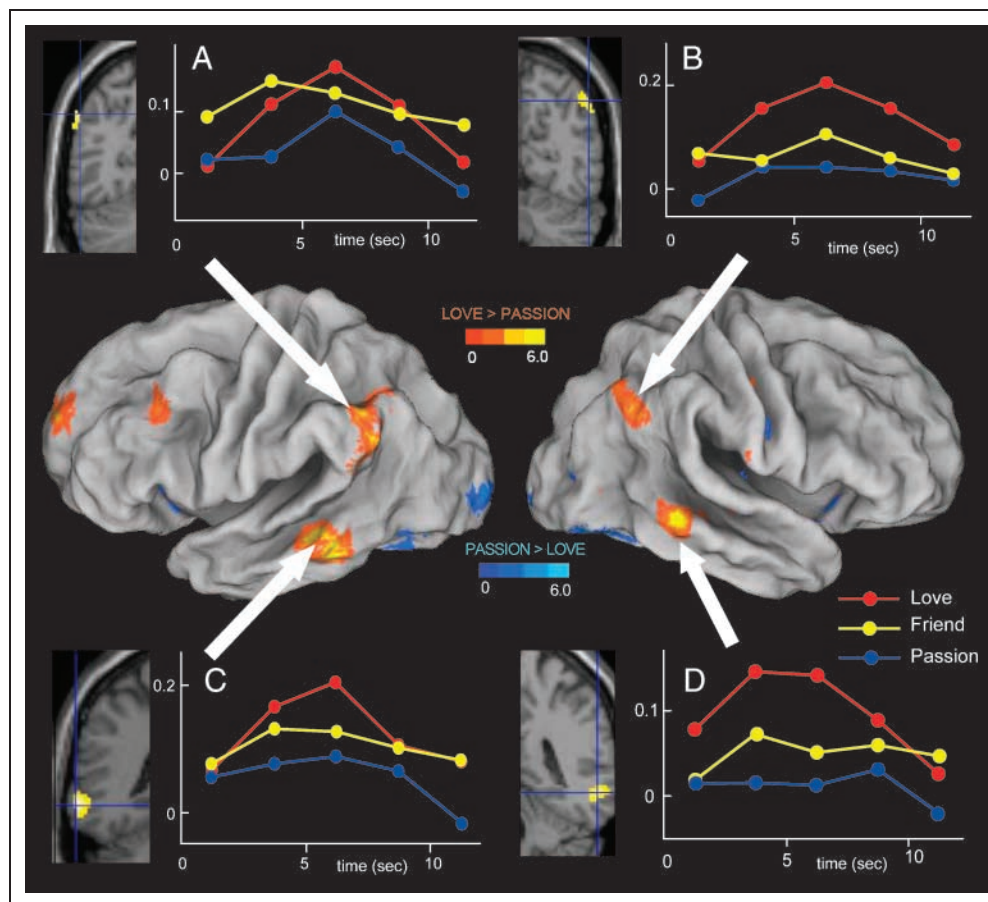 A
0.1
0
0
5
10
time (sec)
B
0.2
0
0
5
10
time (sec)
LOVE > PASSION
0 6.0
PASSION > LOVE
0 6.0
Love
Friend
Passion
C
0.2
0
0
5
10
time (sec)
D
0.1
0
0
5
10
time (sec)